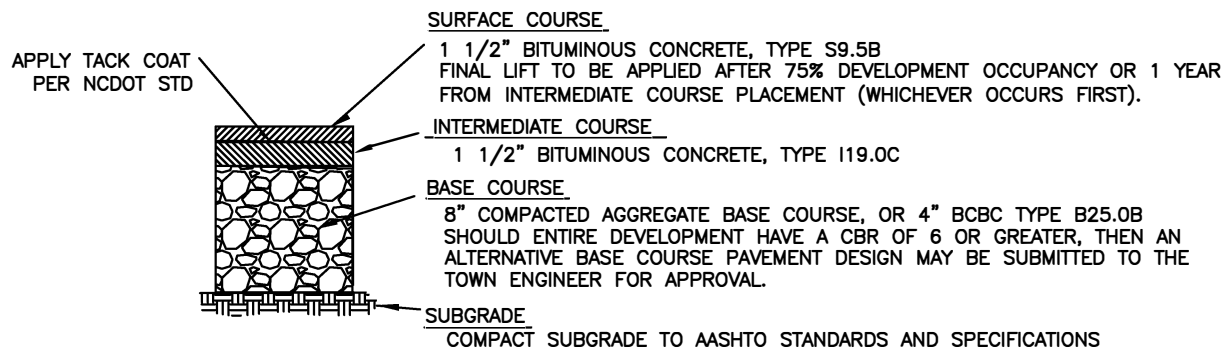 SURFACE COURSE
1 1/2" BITUMINOUS CONCRETE, TYPE S9.5B
FINAL LIFT TO BE APPLIED AFTER 75% DEVELOPMENT OCCUPANCY OR 1 YEAR
FROM INTERMEDIATE COURSE PLACEMENT (WHICHEVER OCCURS FIRST).
APPLY TACK COAT
PER NCDOT STD
INTERMEDIATE COURSE
1 1/2" BITUMINOUS CONCRETE, TYPE I19.0C
BASE COURSE
8" COMPACTED AGGREGATE BASE COURSE, OR 4" BCBC TYPE B25.0B
SHOULD ENTIRE DEVELOPMENT HAVE A CBR OF 6 OR GREATER, THEN AN
ALTERNATIVE BASE COURSE PAVEMENT DESIGN MAY BE SUBMITTED TO THE
TOWN ENGINEER FOR APPROVAL.
SUBGRADE
COMPACT SUBGRADE TO AASHTO STANDARDS AND SPECIFICATIONS